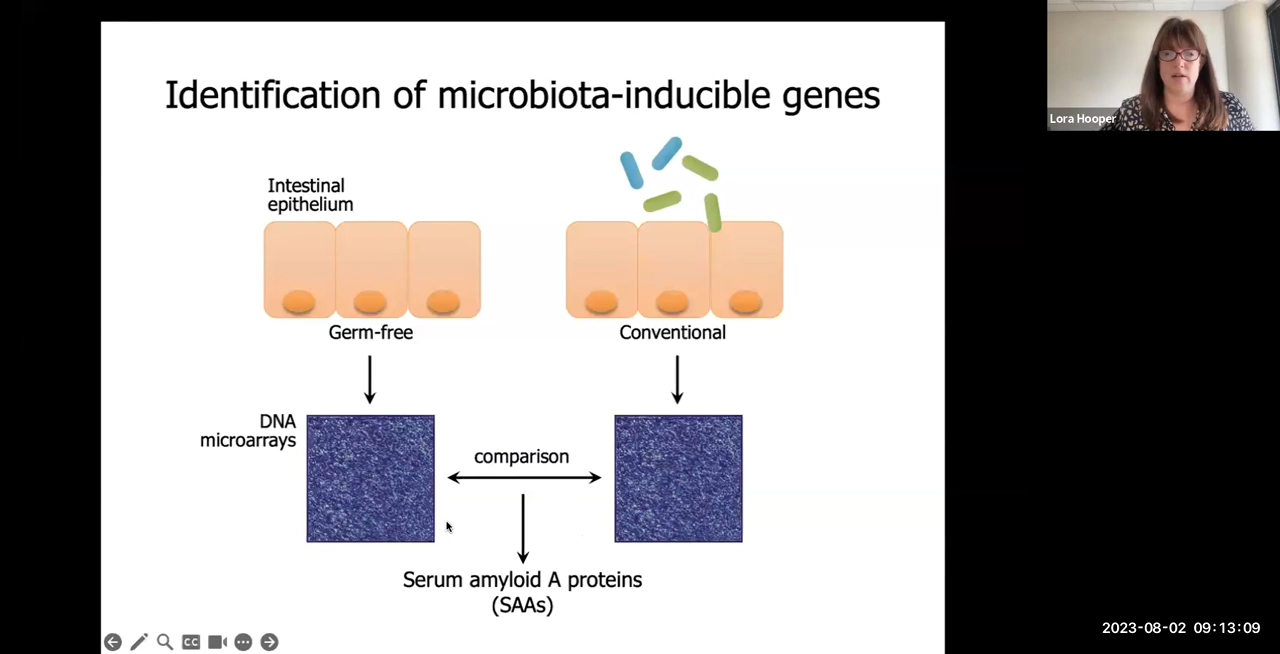 Identification of microbiota-inducible genes
Lora Hooper
Intestinal
epithelium
Germ-free
Conventional
DNA
microarrays
comparison
Serum amyloid A proteins
(SAAs)
CC
2023-08-02 09:13:09